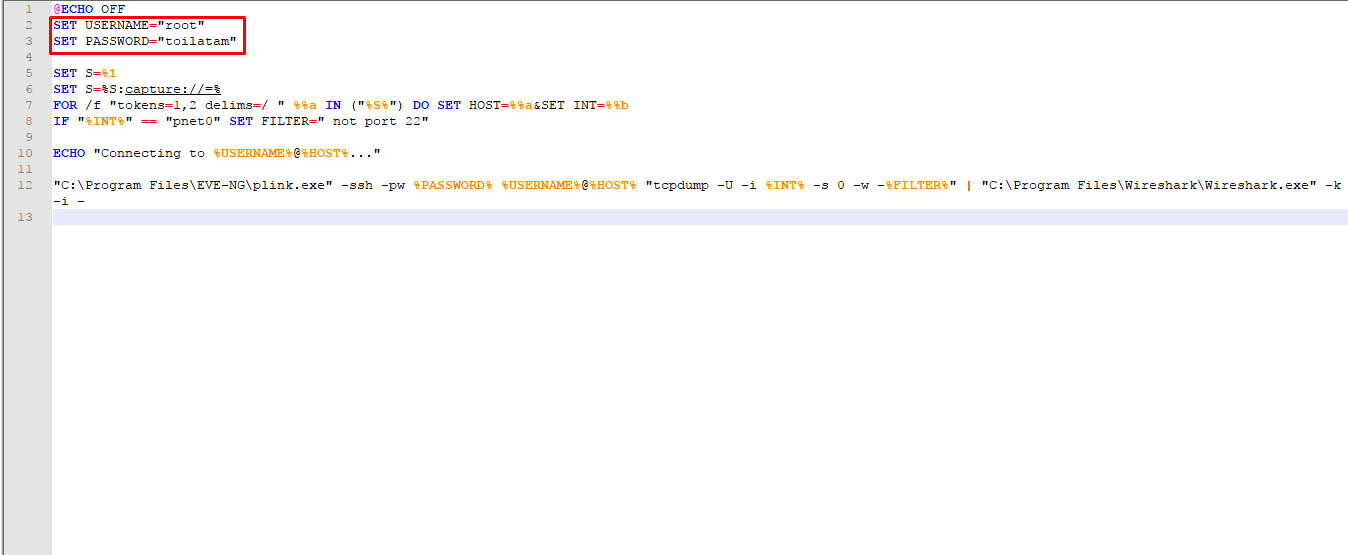 1 @ECHO OFF
2 SET USERNAME="root"
3 SET PASSWORD="toilatam"
4
5 SET S=%1
6 SET S=%S:capture://=%
7 FOR /f "tokens=1,2 delims=/ " %%a IN ("%S%") DO SET HOST=%%a&SET INT=%%b
8 IF "%INT%" == "pnet0" SET FILTER=" not port 22"
9
10 ECHO "Connecting to %USERNAME%@%HOST%..."
11
12 "C:\Program Files\EVE-NG\plink.exe" -ssh -pw %PASSWORD% %USERNAME%@%HOST% "tcpdump -U -i %INT% -s 0 -w -%FILTER%" | "C:\Program Files\Wireshark\Wireshark.exe" -k
-i -
13